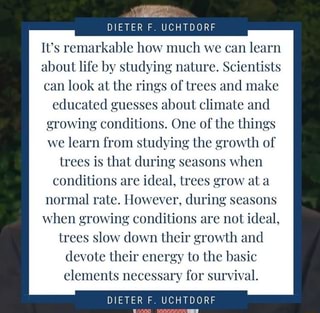 DIETER F. UCHTDORF
It's remarkable how much we can learn
about life by studying nature. Scientists
can look at the rings of trees and make
educated guesses about climate and
growing conditions. One of the things
we learn from studying the growth of
trees is that during seasons when
conditions are ideal, trees grow at a
normal rate. However, during seasons
when growing conditions are not ideal,
trees slow down their growth and
devote their energy to the basic
elements necessary for survival.
DIETER F. UCHTDORF